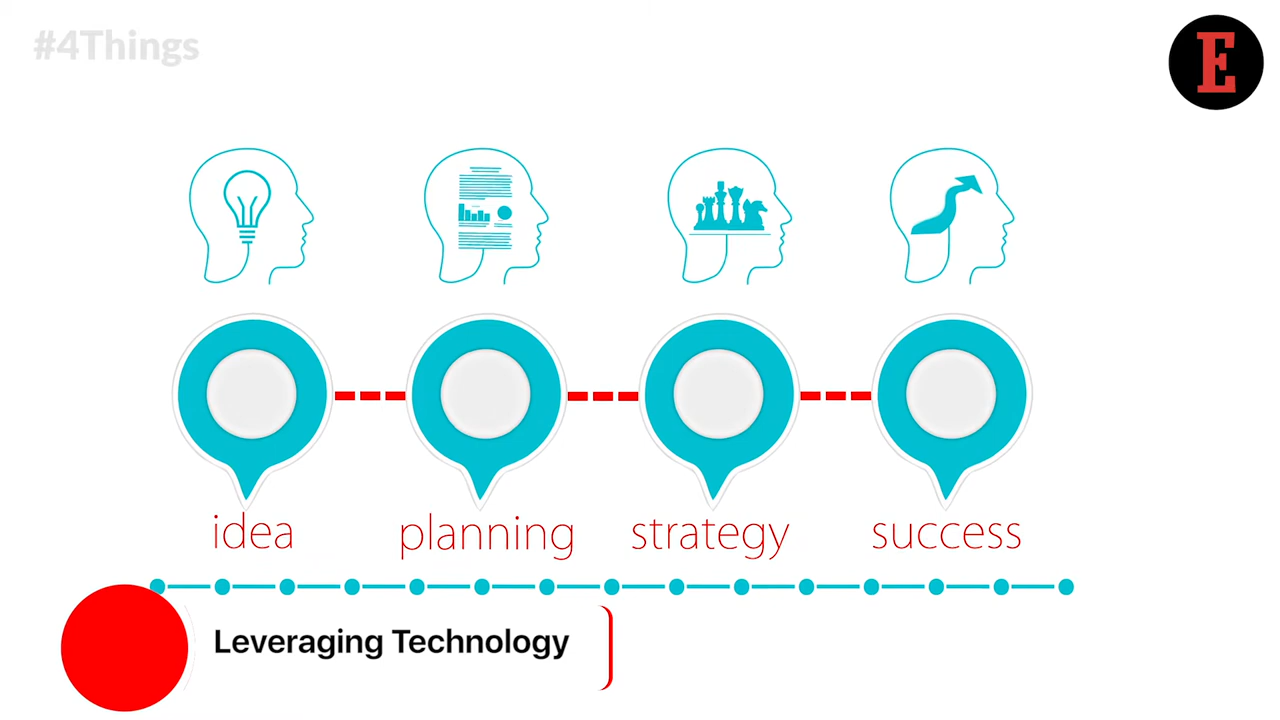 #4Things
E
idea
planning
strategy
success
Leveraging Technology